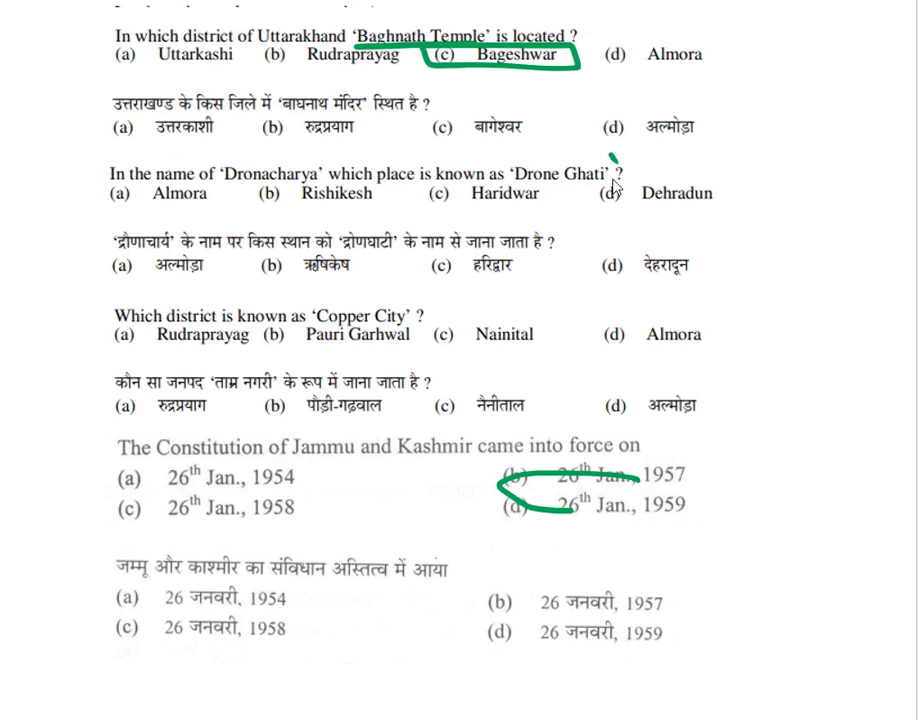 In which district of Uttarakhand ‘Baghnath Temple’ is located ?
(a) Uttarkashi (b) Rudraprayag (c) Bageshwar (d) Almora
उत्तराखण्ड के किस जिले में ‘बाघनाथ मंदिर’ स्थित है ?
(a) उत्तरकाशी (b) रुद्रप्रयाग (c) बागेश्वर (d) अल्मोड़ा
In the name of ‘Dronacharya’ which place is known as ‘Drone Ghati’ ?
(a) Almora (b) Rishikesh (c) Haridwar (d) Dehradun
‘द्रौणाचार्य’ के नाम पर किस स्थान को ‘द्रोणघाटी’ के नाम से जाना जाता है ?
(a) अल्मोड़ा (b) ऋषिकेष (c) हरिद्वार (d) देहरादून
Which district is known as ‘Copper City’ ?
(a) Rudraprayag (b) Pauri Garhwal (c) Nainital (d) Almora
कौन सा जनपद ‘ताम्र नगरी’ के रूप में जाना जाता है ?
(a) रुद्रप्रयाग (b) पौड़ी-गढ़वाल (c) नैनीताल (d) अल्मोड़ा
The Constitution of Jammu and Kashmir came into force on
(a) 26th Jan., 1954 (b) 26th Jan., 1957
(c) 26th Jan., 1958 (d) 26th Jan., 1959
जम्मू और काश्मीर का संविधान अस्तित्व में आया
(a) 26 जनवरी, 1954 (b) 26 जनवरी, 1957
(c) 26 जनवरी, 1958 (d) 26 जनवरी, 1959